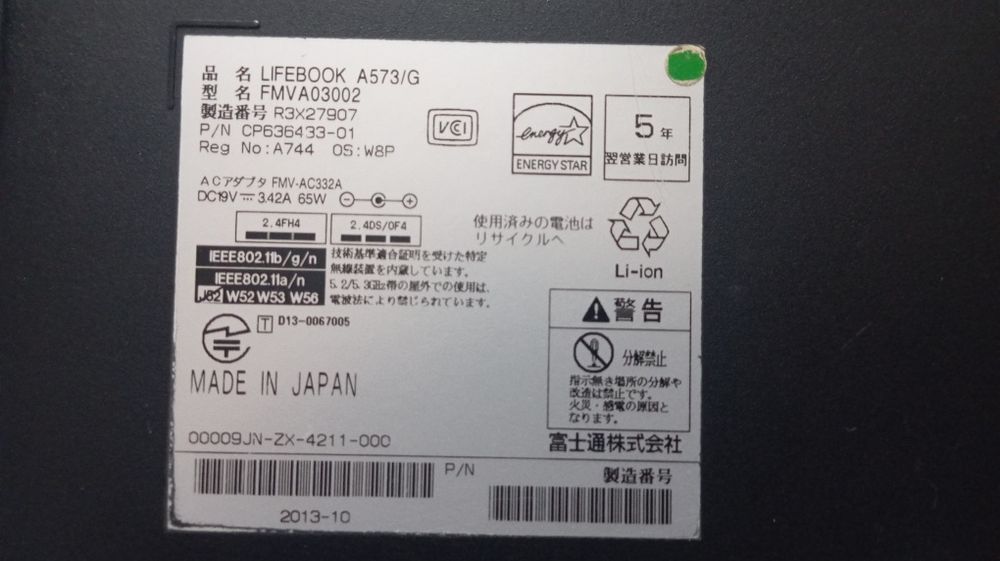 品 名 LIFEBOOK A573/G
型 名 FMVA03002
製造番号 R3X27907
P/N CP636433-01
Reg No:A744 OS:W8P
VCI
energy
ENERGY STAR
5年
翌営業日訪問
ACアダプタ FMV-AC332A
DC19V 3.42A 65W
2.4FH4
2.4DS/OF4
IEEE802.11b/g/n
IEEE802.11a/n
J52 W52 W53 W56
技術基準適合証明を受けた特定
無線装置を内蔵しています。
5.2/5.3GHz帯の屋外での使用は、
電波法により禁じられています。
使用済みの電池は
リサイクルへ
Li-ion
T D13-0067005
MADE IN JAPAN
警告
分解禁止
指示無き場所の分解や
改造は禁止です。
火災・感電の原因と
なります。
00009JN-ZX-4211-000
富士通株式会社
P/N
製造番号
2013-10